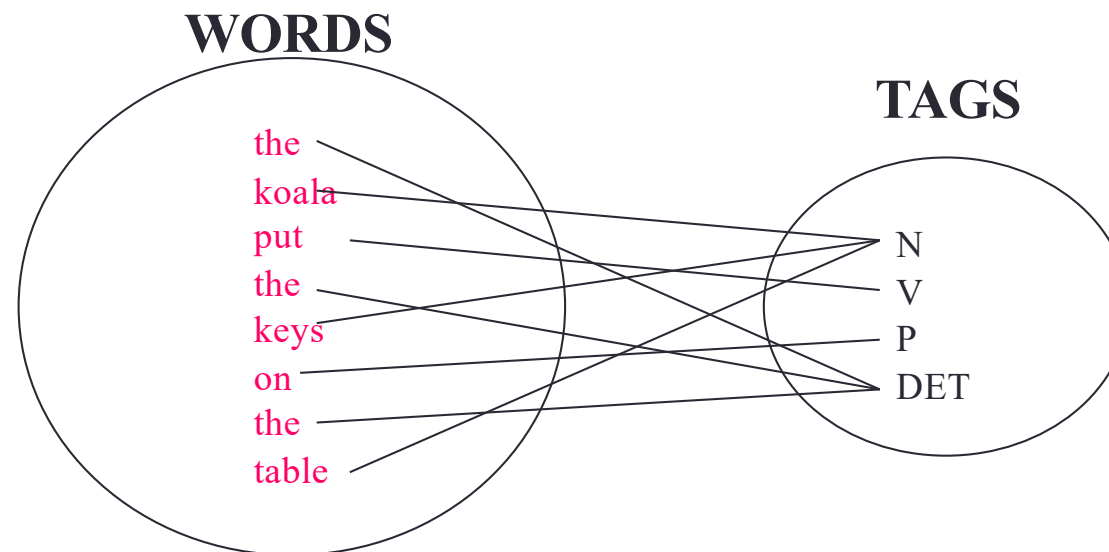 WORDS
the
koala
put
the
keys
on
the
table
TAGS
N
V
P
DET